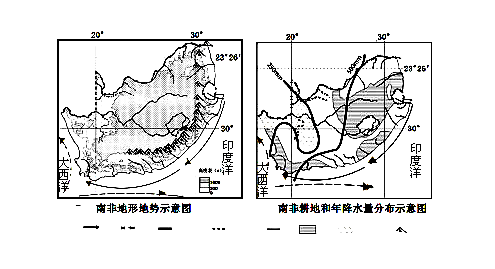 20° 30°
23°26′
30°
印度洋
大西洋
南非地形地势示意图
20° 30°
500mm
23°26′
30°
印度洋
大西洋
南非耕地和年降水量分布示意图